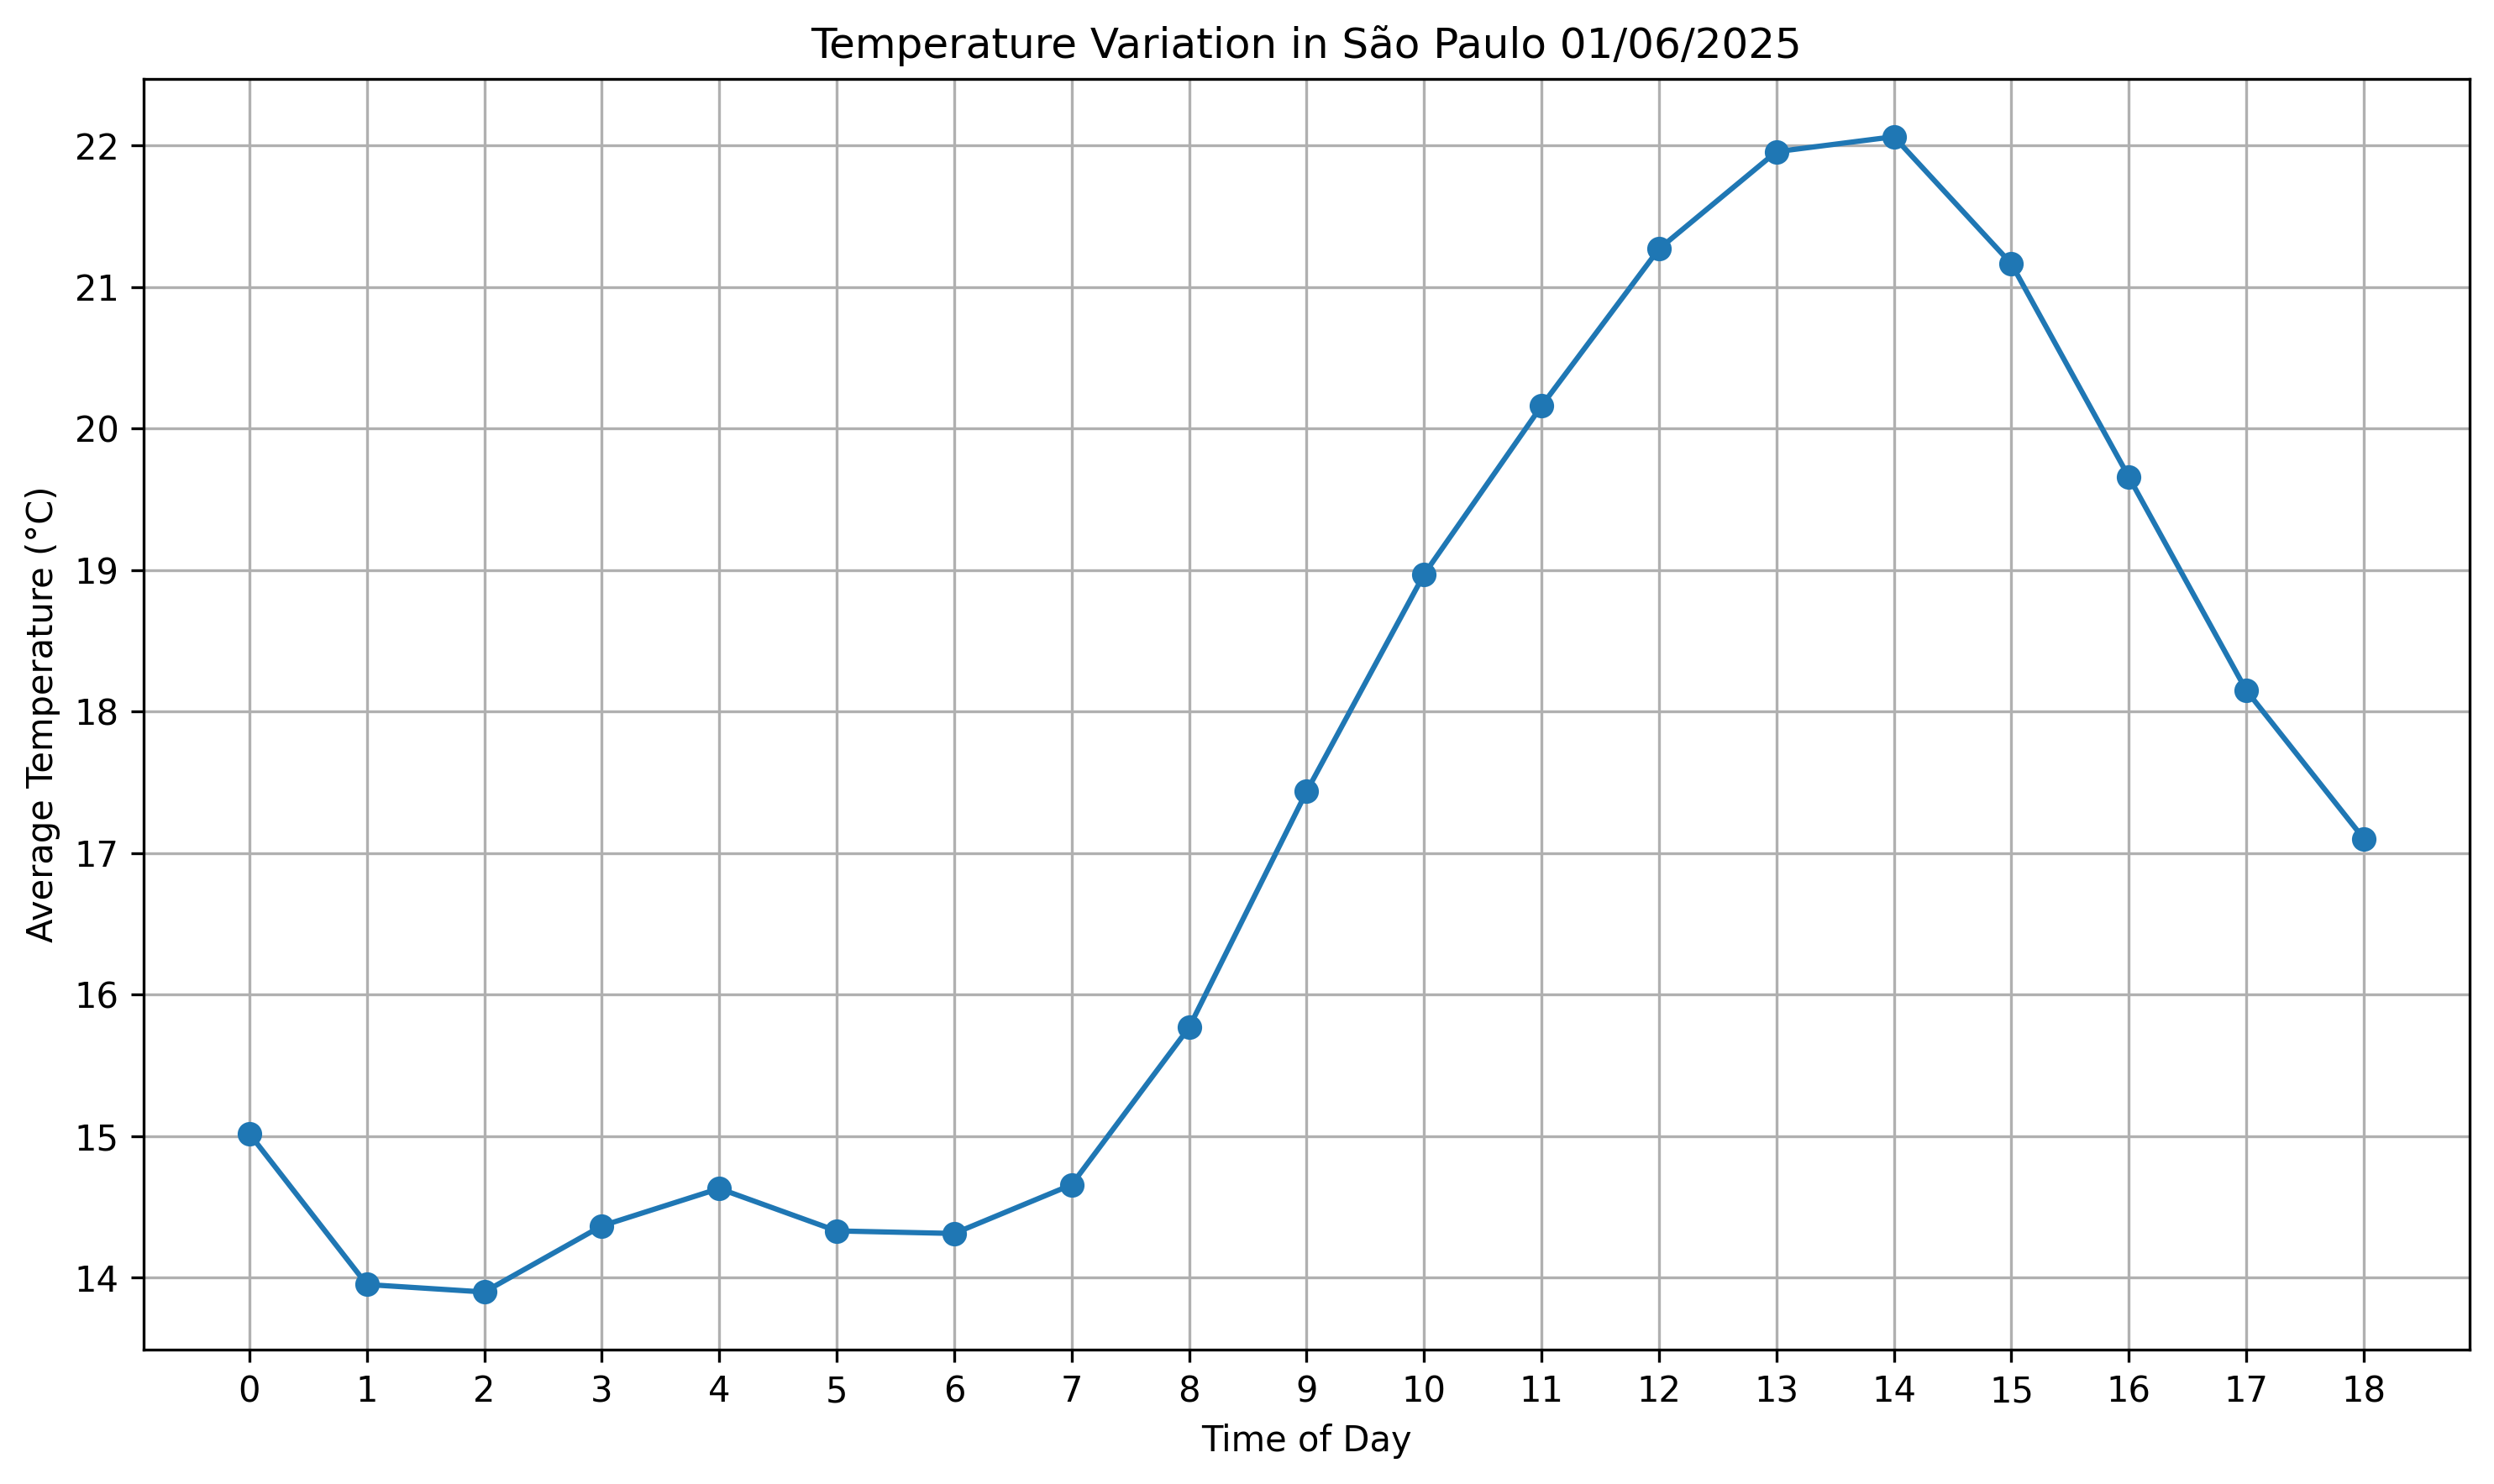 Temperature Variation in São Paulo 01/06/2025
22
21
20
19
18
17
16
15
14
Average Temperature (°C)
0 1 2 3 4 5 6 7 8 9 10 11 12 13 14 15 16 17 18
Time of Day